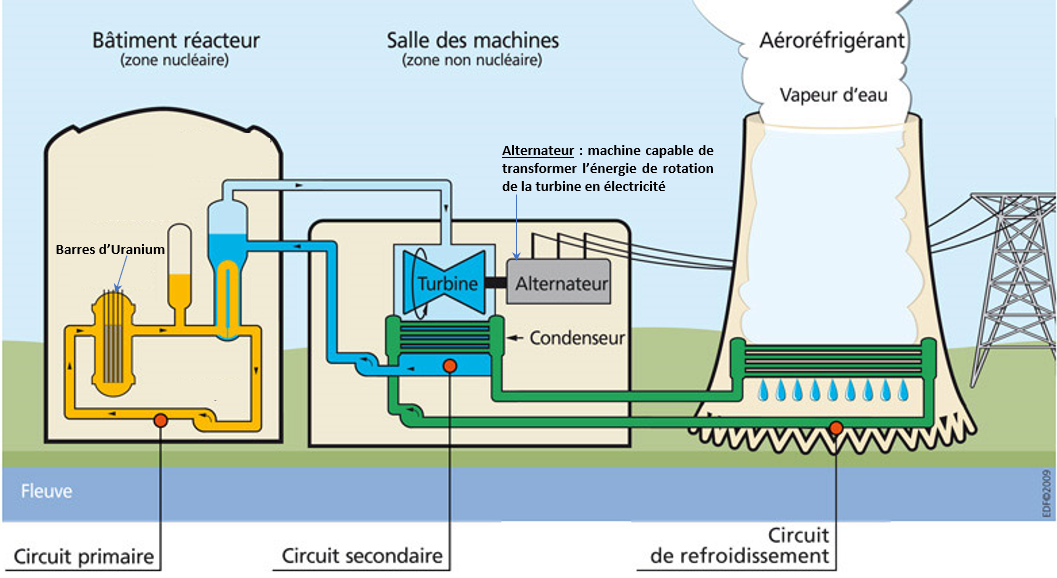 Bâtiment réacteur
(zone nucléaire)
Salle des machines
(zone non nucléaire)
Aéroréfrigérant
Vapeur d'eau
Alternateur : machine capable de
transformer l'énergie de rotation
de la turbine en électricité
Barres d'Uranium
Turbine
Alternateur
Condenseur
Fleuve
EDF©2009
Circuit primaire
Circuit secondaire
Circuit
de refroidissement